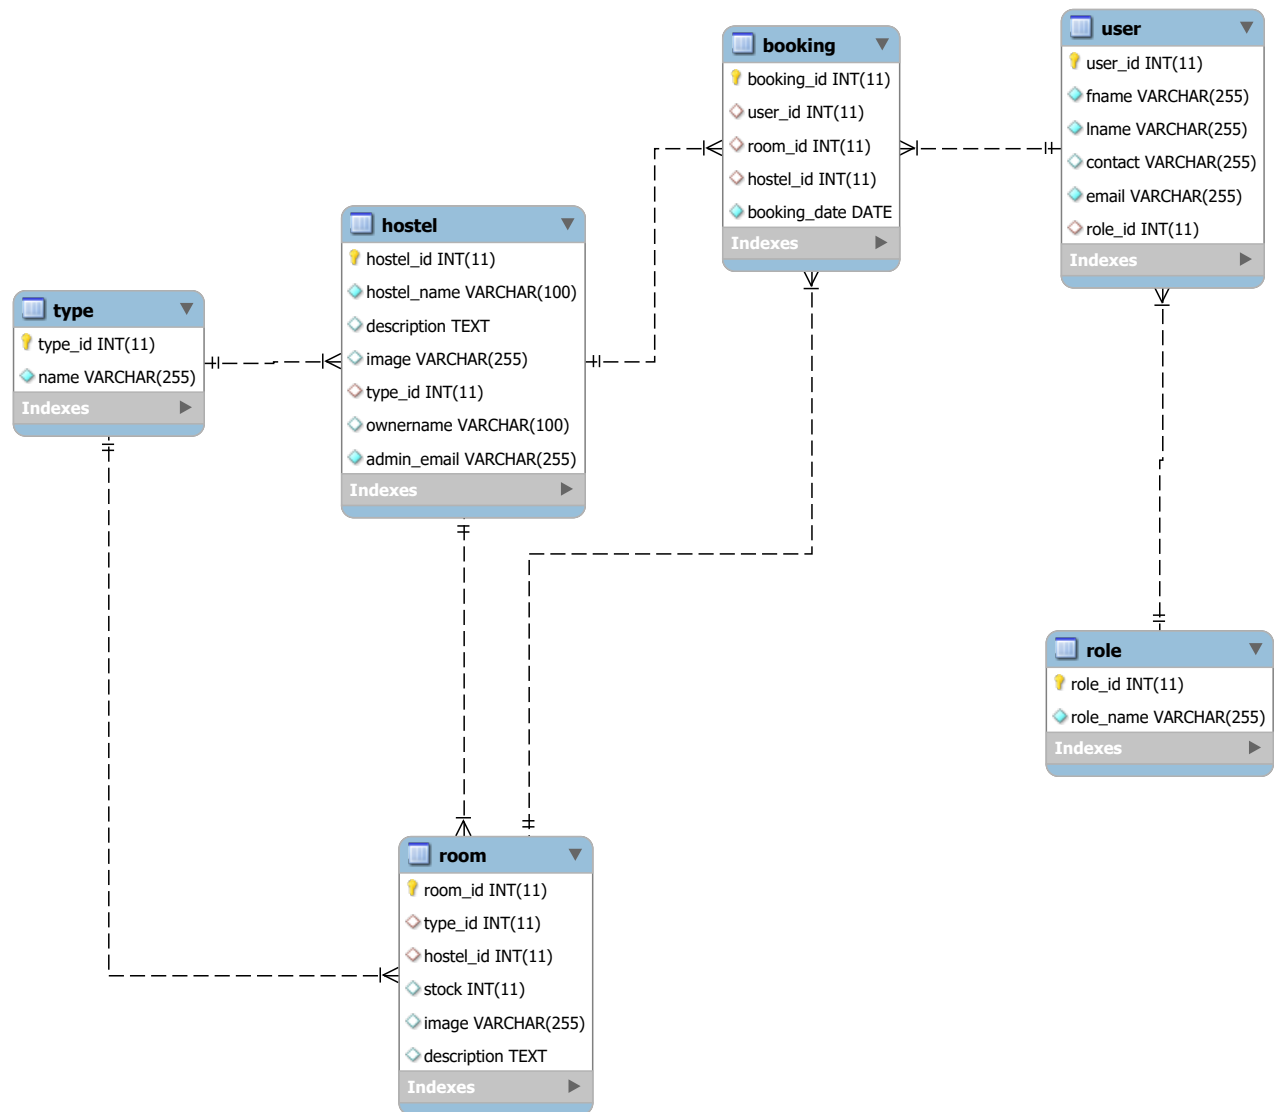 booking
booking_id INT(11)
user_id INT(11)
room_id INT(11)
hostel_id INT(11)
booking_date DATE
Indexes
user
user_id INT(11)
fname VARCHAR(255)
lname VARCHAR(255)
contact VARCHAR(255)
email VARCHAR(255)
role_id INT(11)
Indexes
hostel
hostel_id INT(11)
hostel_name VARCHAR(100)
description TEXT
image VARCHAR(255)
type_id INT(11)
ownername VARCHAR(100)
admin_email VARCHAR(255)
Indexes
type
type_id INT(11)
name VARCHAR(255)
Indexes
role
role_id INT(11)
role_name VARCHAR(255)
Indexes
room
room_id INT(11)
type_id INT(11)
hostel_id INT(11)
stock INT(11)
image VARCHAR(255)
description TEXT
Indexes